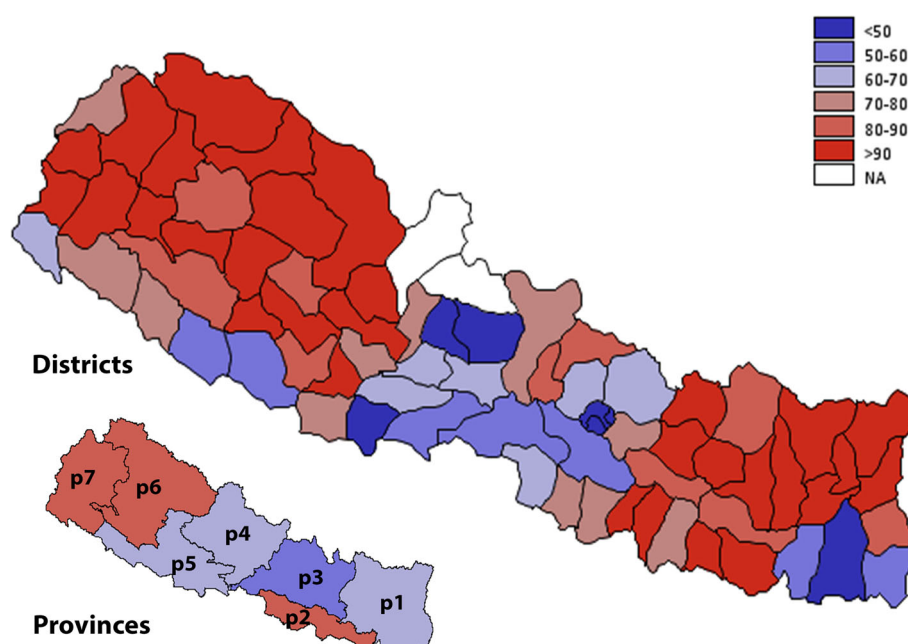 <50
50-60
60-70
70-80
80-90
>90
NA
Districts
p7
p6
p4
p5
p3
p2
p1
Provinces